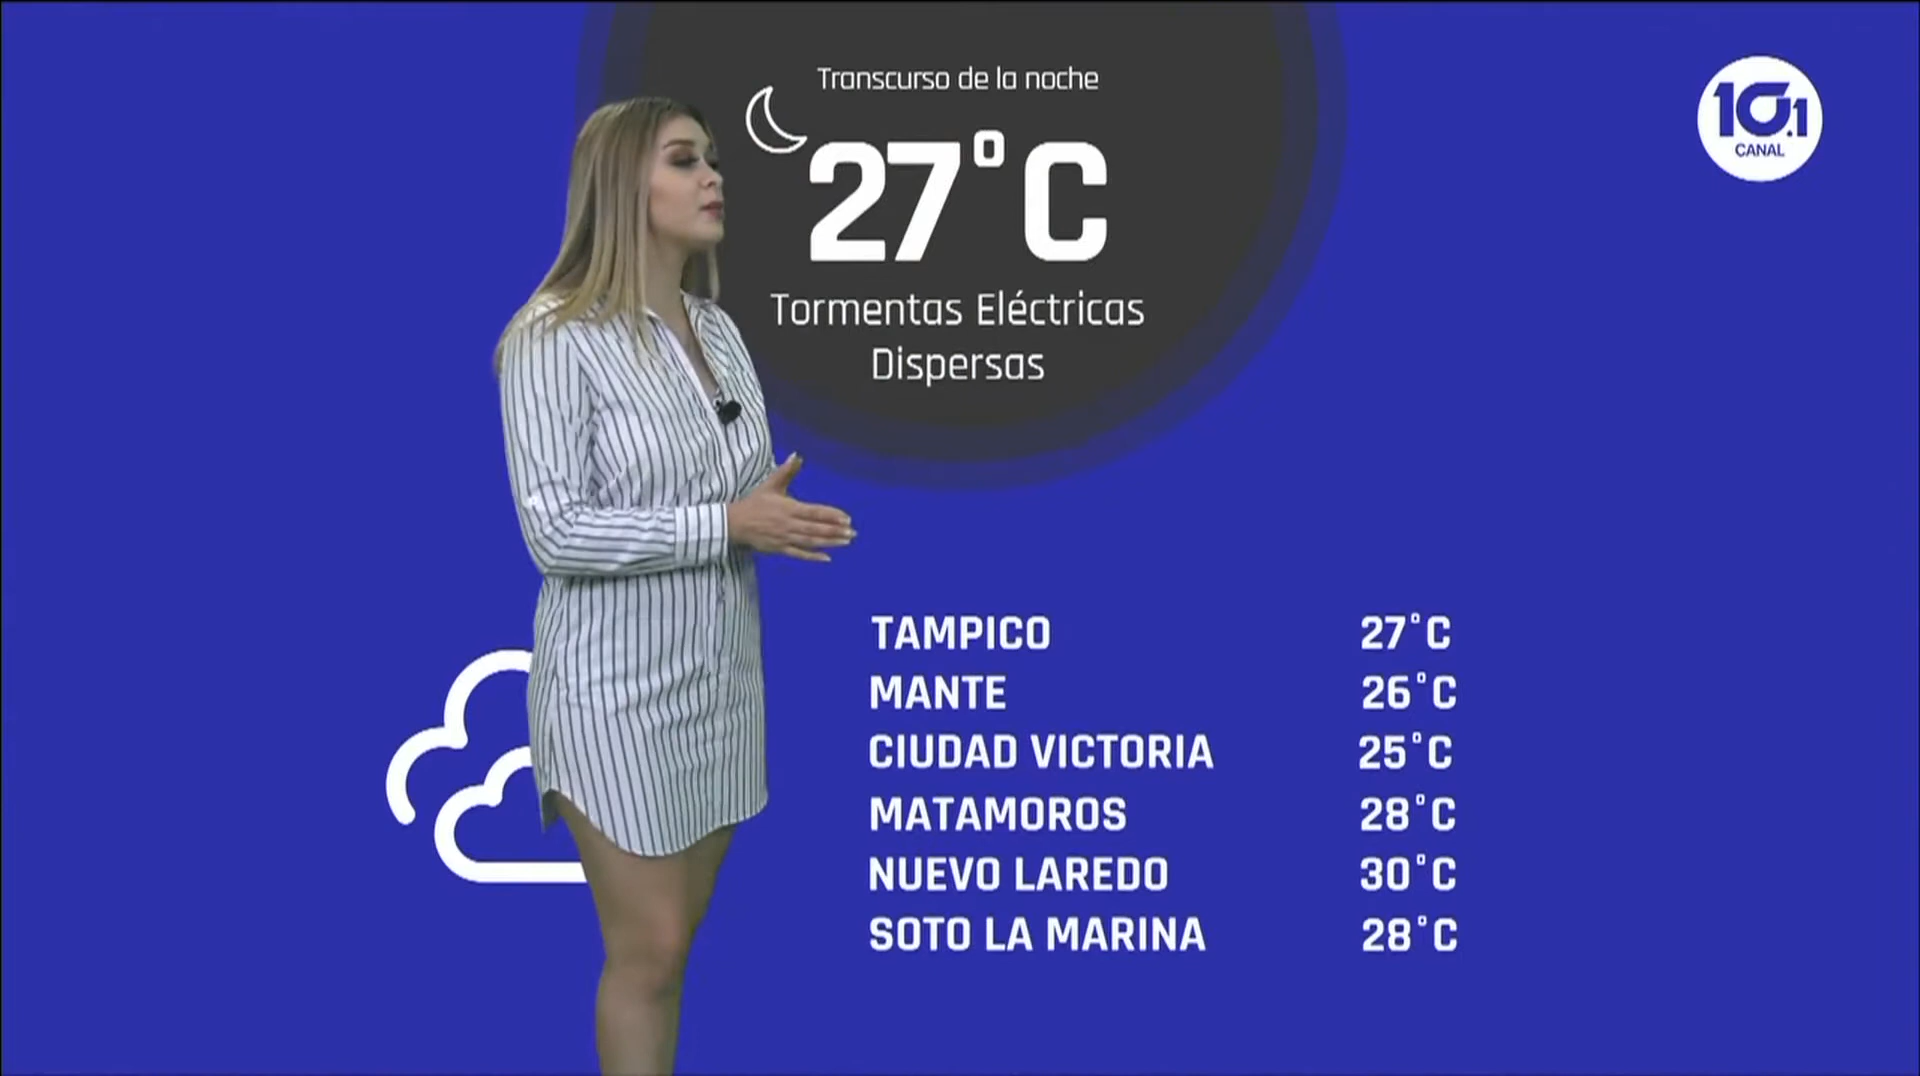 Transcurso de la noche
27°C
Tormentas Eléctricas
Dispersas
10.1
CANAL
TAMPICO 27°C
MANTE 26°C
CIUDAD VICTORIA 25°C
MATAMOROS 28°C
NUEVO LAREDO 30°C
SOTO LA MARINA 28°C